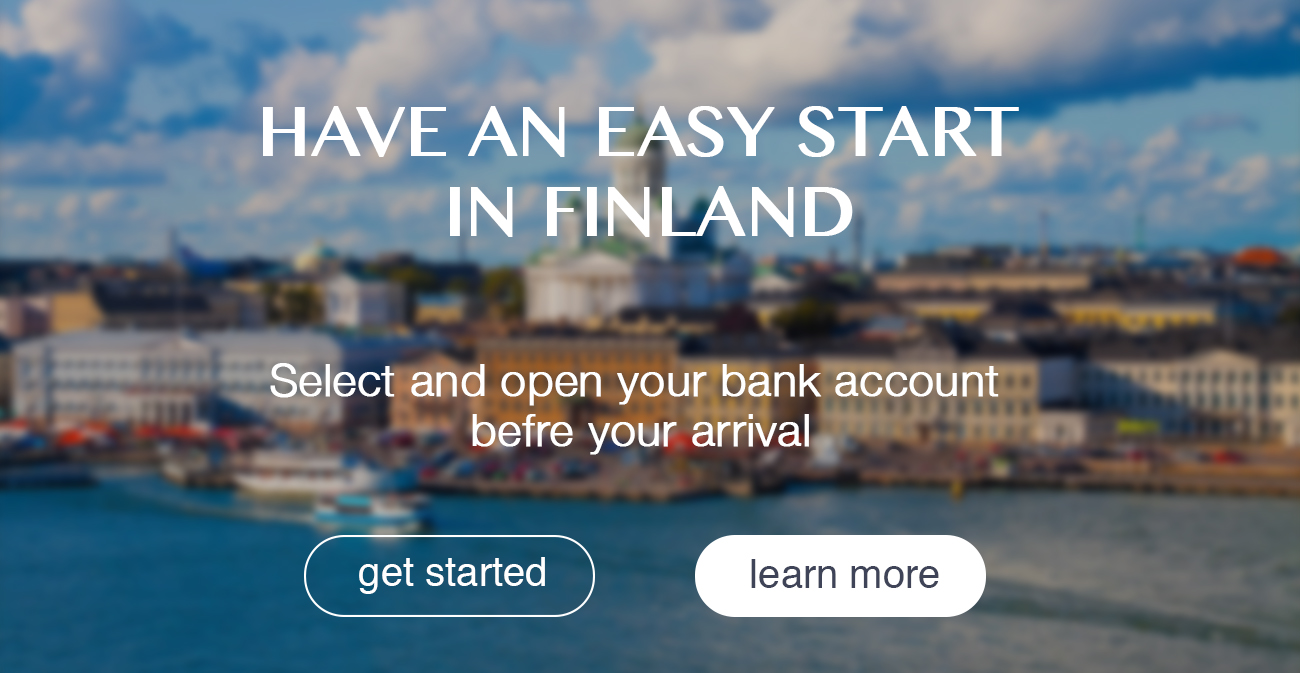 HAVE AN EASY START
IN FINLAND
Select and open your bank account
befre your arrival
get started
learn more